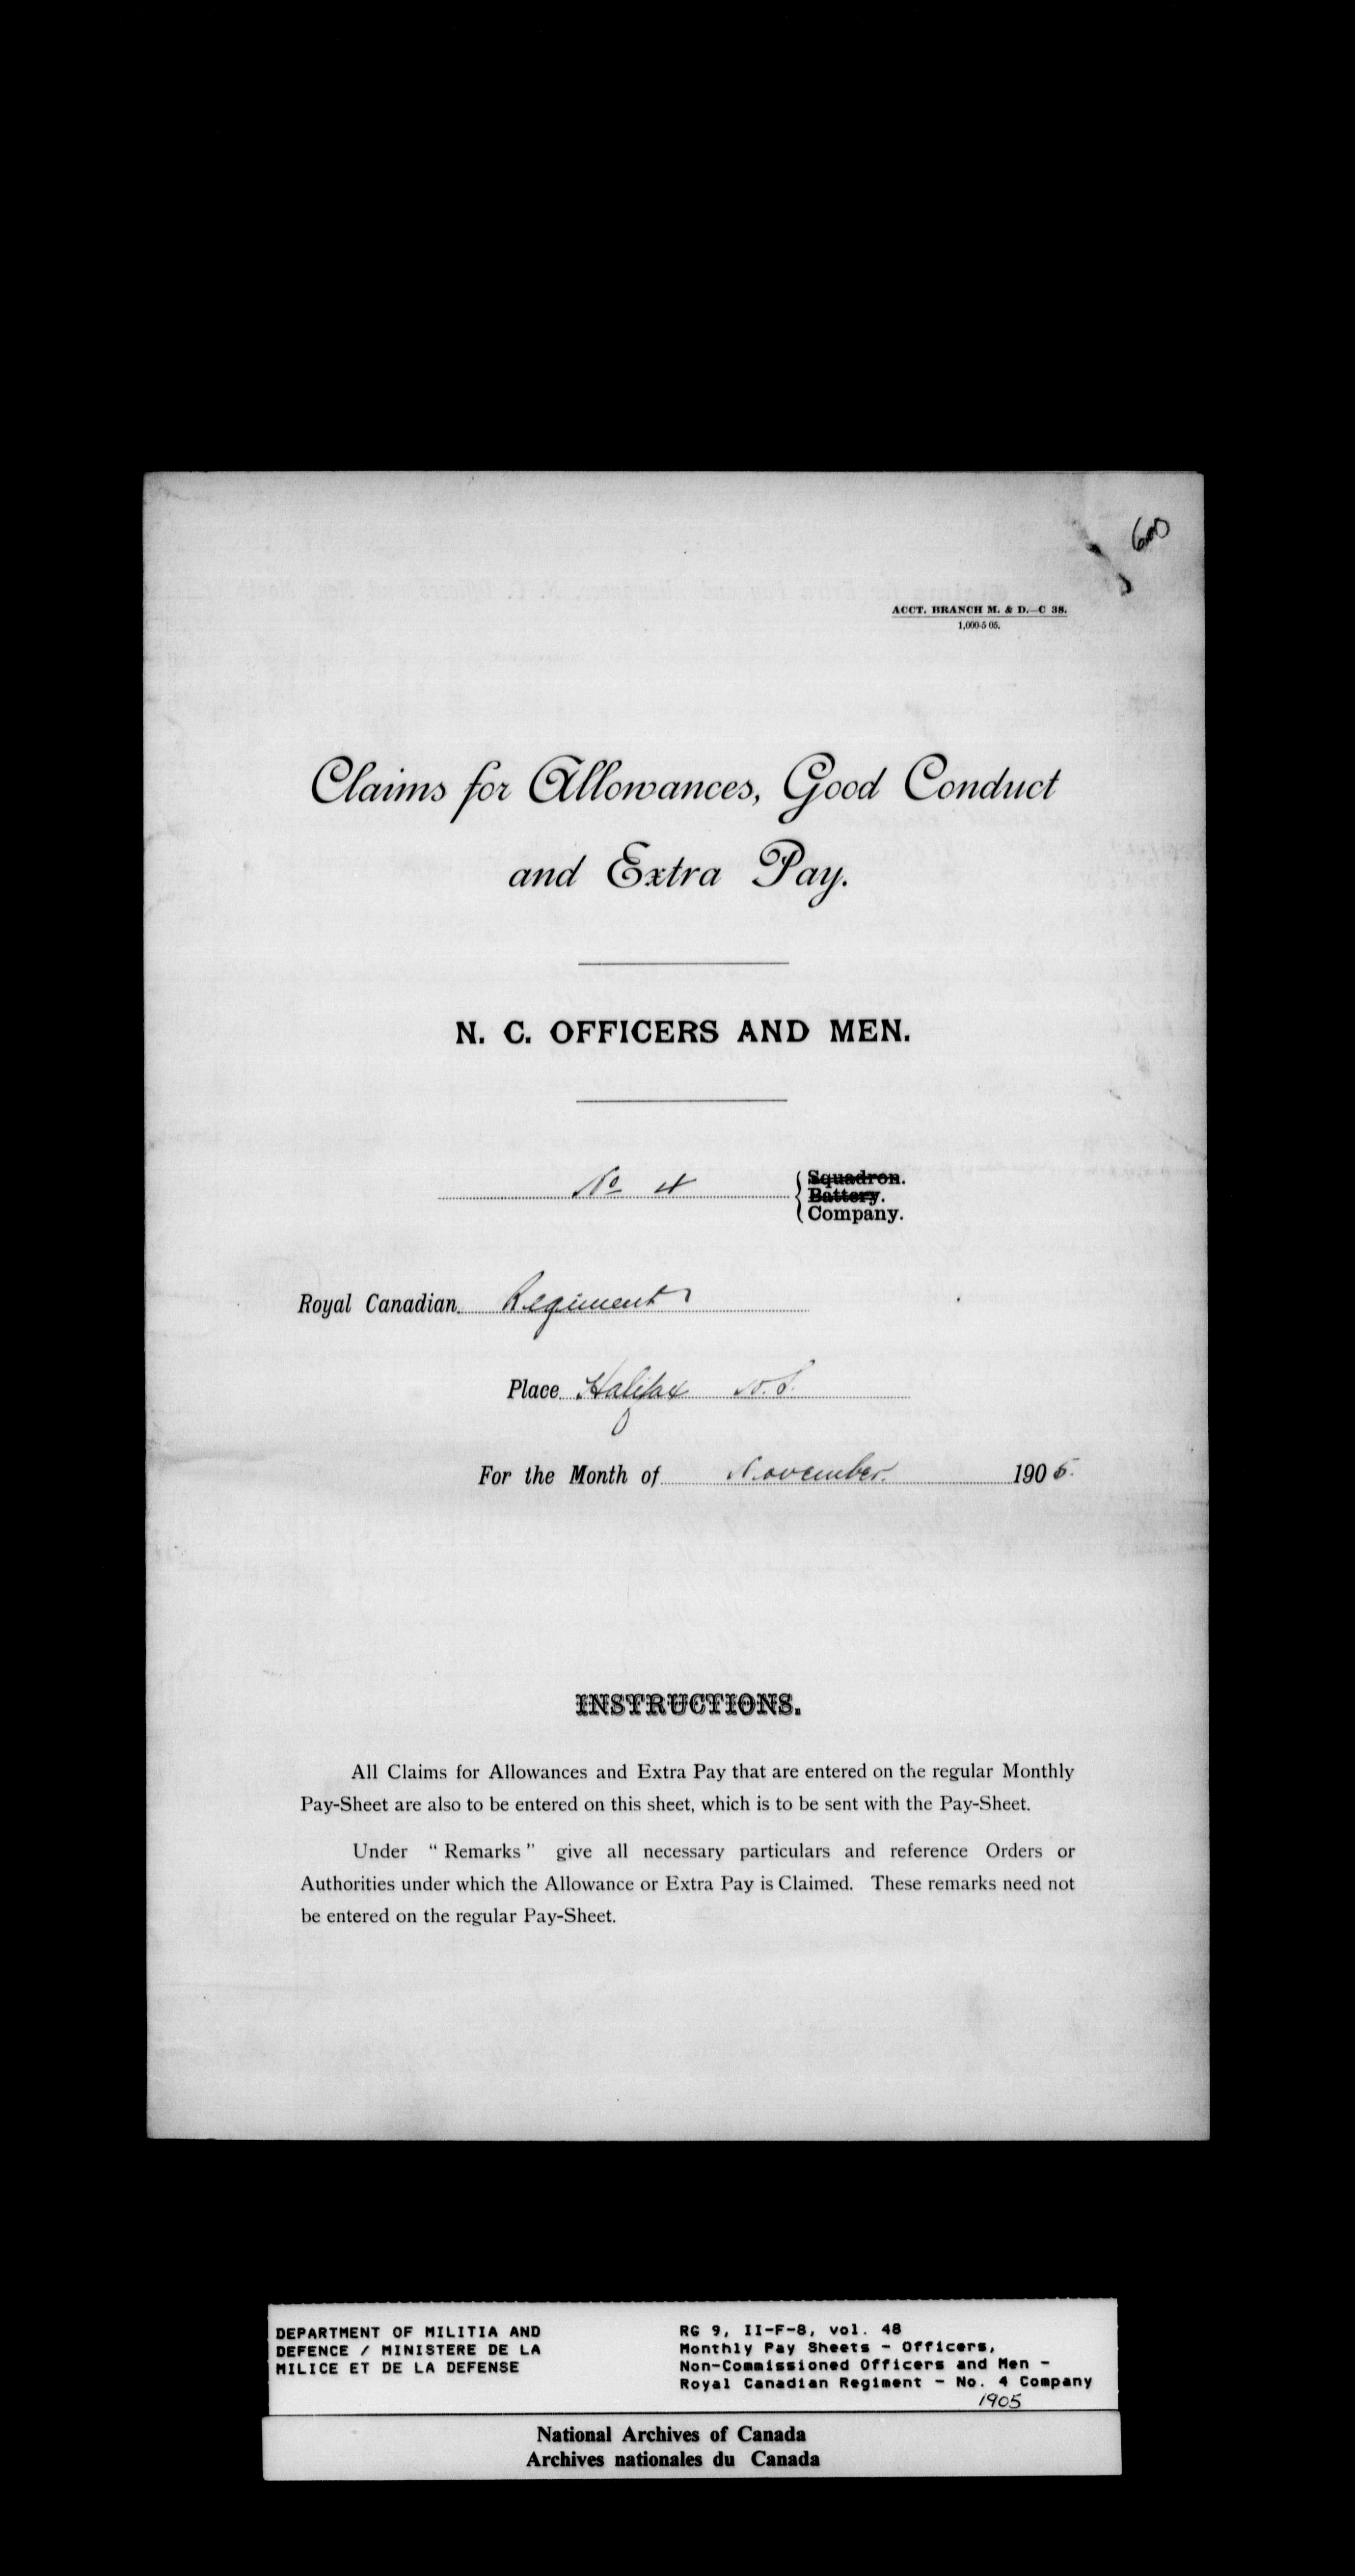 600
ACCT. BRANCH M. & D.—C 38.
1,000-5 05.
Claims for Allowances, Good Conduct
and Extra Pay.
N. C. OFFICERS AND MEN.
Squadron.
Battery.
No 4 Company.
Royal Canadian Regiment
Place Halifax N.S.
For the Month of November. 1905.
INSTRUCTIONS.
All Claims for Allowances and Extra Pay that are entered on the regular Monthly
Pay-Sheet are also to be entered on this sheet, which is to be sent with the Pay-Sheet.
Under " Remarks " give all necessary particulars and reference Orders or
Authorities under which the Allowance or Extra Pay is Claimed. These remarks need not
be entered on the regular Pay-Sheet.
DEPARTMENT OF MILITIA AND
DEFENCE / MINISTERE DE LA
MILICE ET DE LA DEFENSE
RG 9, II-F-8, vol. 48
Monthly Pay Sheets - Officers,
Non-Commissioned Officers and Men -
Royal Canadian Regiment - No. 4 Company
1905
National Archives of Canada
Archives nationales du Canada